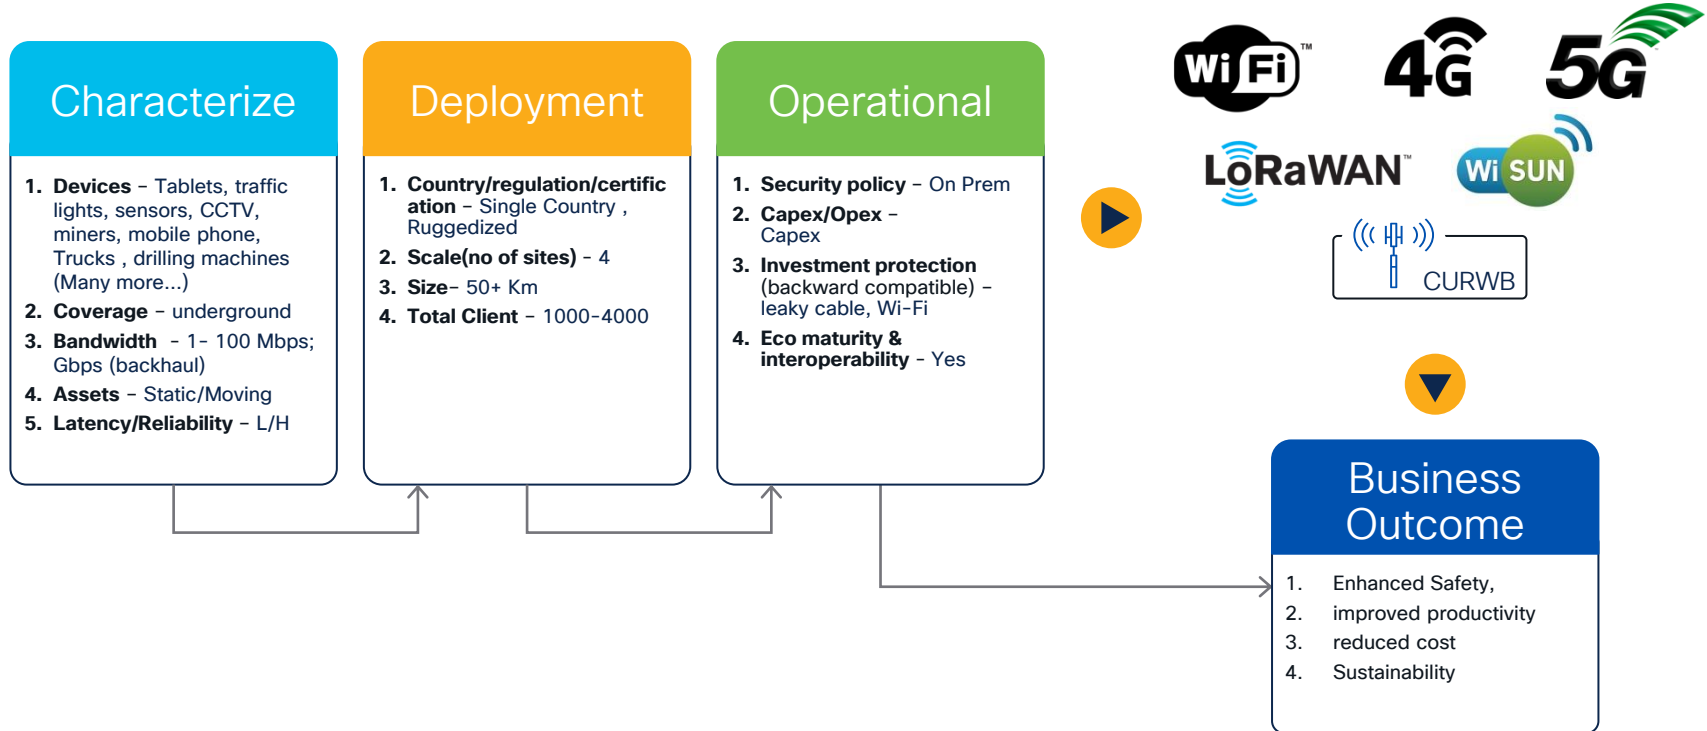 Characterize
1. Devices – Tablets, traffic
lights, sensors, CCTV,
miners, mobile phone,
Trucks , drilling machines
(Many more...)
2. Coverage – underground
3. Bandwidth - 1- 100 Mbps;
Gbps (backhaul)
4. Assets – Static/Moving
5. Latency/Reliability – L/H
Deployment
1. Country/regulation/certific
ation – Single Country ,
Ruggedized
2. Scale(no of sites) – 4
3. Size– 50+ Km
4. Total Client – 1000-4000
Operational
1. Security policy – On Prem
2. Capex/Opex –
Capex
3. Investment protection
(backward compatible) –
leaky cable, Wi-Fi
4. Eco maturity &
interoperability – Yes
Wi Fi™
4G
5G
LoRaWAN™
Wi SUN
CURWB
Business
Outcome
1. Enhanced Safety,
2. improved productivity
3. reduced cost
4. Sustainability